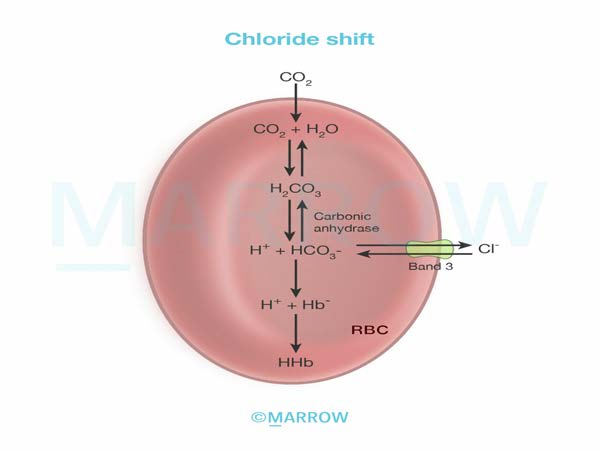 Chloride shift
CO₂
CO₂ + H₂O
H₂CO₃
Carbonic
anhydrase
H⁺ + HCO₃-
Cl⁻
Band 3
H⁺ + Hb⁻
RBC
HHb
MARROW
©MARROW